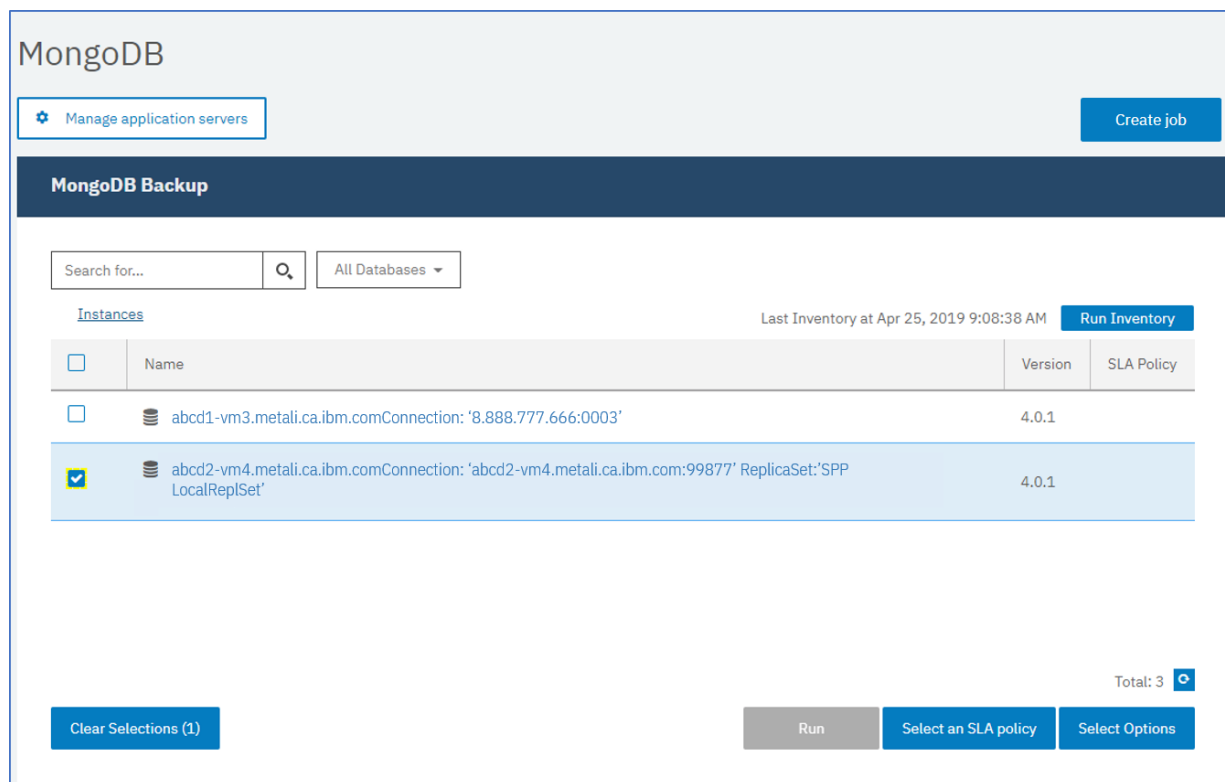 MongoDB
Manage application servers
Create job
MongoDB Backup
Search for...
All Databases
Instances
Last Inventory at Apr 25, 2019 9:08:38 AM
Run Inventory
Name
Version
SLA Policy
abcd1-vm3.metali.ca.ibm.comConnection: ‘8.888.777.666:0003’
4.0.1
abcd2-vm4.metali.ca.ibm.comConnection: ‘abcd2-vm4.metali.ca.ibm.com:99877’ ReplicaSet:’SPP
LocalReplSet’
4.0.1
Total: 3
Clear Selections (1)
Run
Select an SLA policy
Select Options